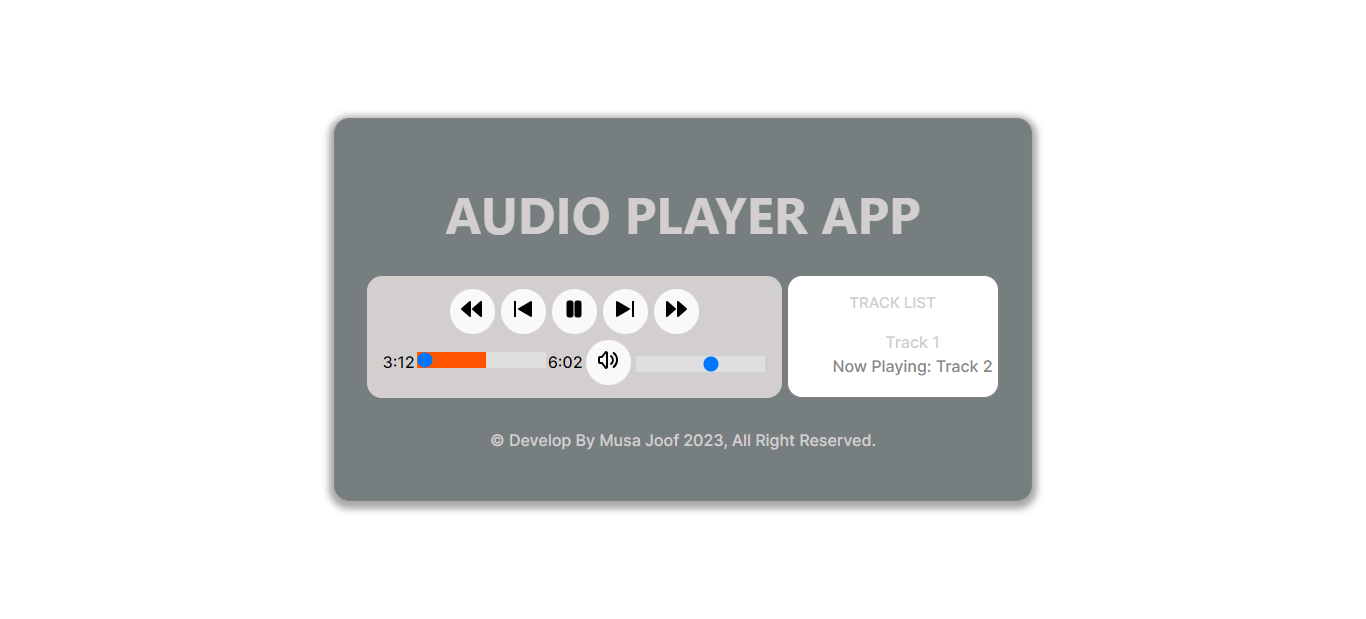 AUDIO PLAYER APP
3:12
6:02
TRACK LIST
Track 1
Now Playing: Track 2
© Develop By Musa Joof 2023, All Right Reserved.